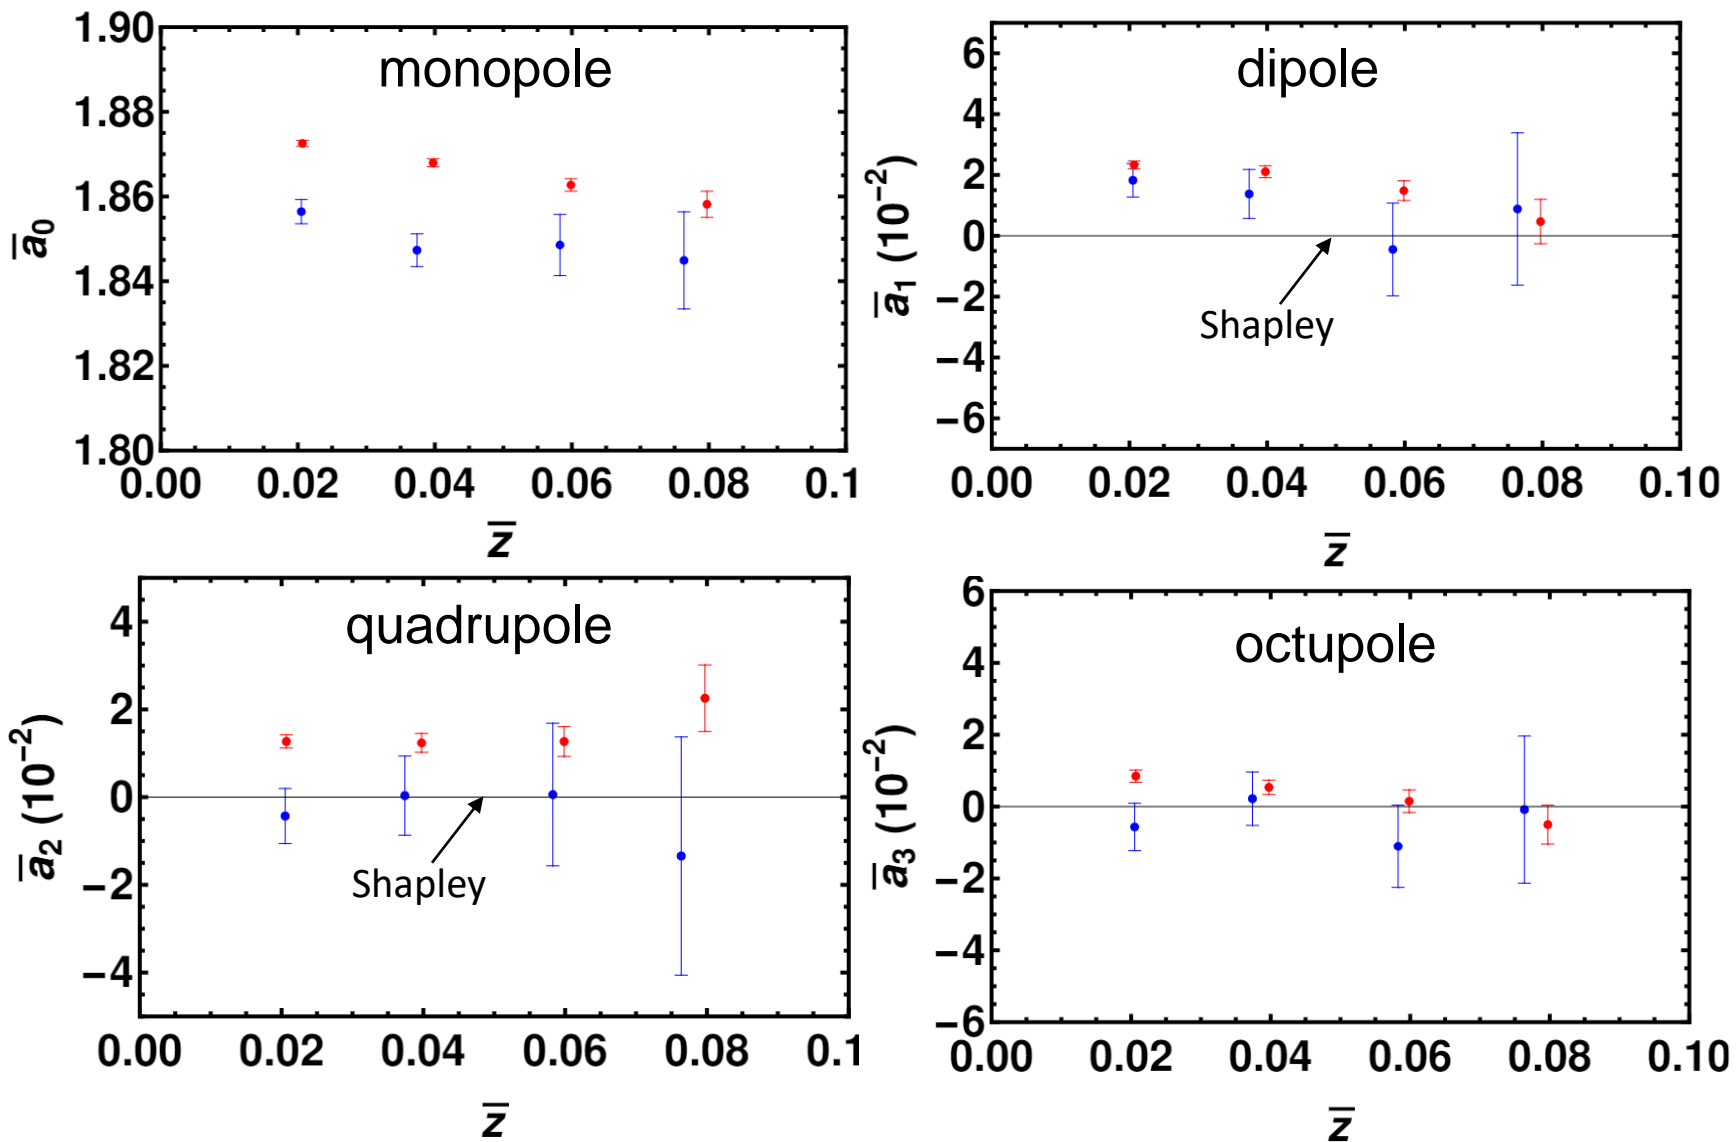 monopole
1.90
1.88
1.86
1.84
1.82
1.80
a̅₀
0.00 0.02 0.04 0.06 0.08 0.1
z̅
dipole
6
4
2
0
−2
−4
−6
a̅₁ (10⁻²)
Shapley
0.00 0.02 0.04 0.06 0.08 0.10
z̅
quadrupole
4
2
0
−2
−4
a̅₂ (10⁻²)
Shapley
0.00 0.02 0.04 0.06 0.08 0.1
z̅
octupole
6
4
2
0
−2
−4
−6
a̅₃ (10⁻²)
0.00 0.02 0.04 0.06 0.08 0.10
z̅